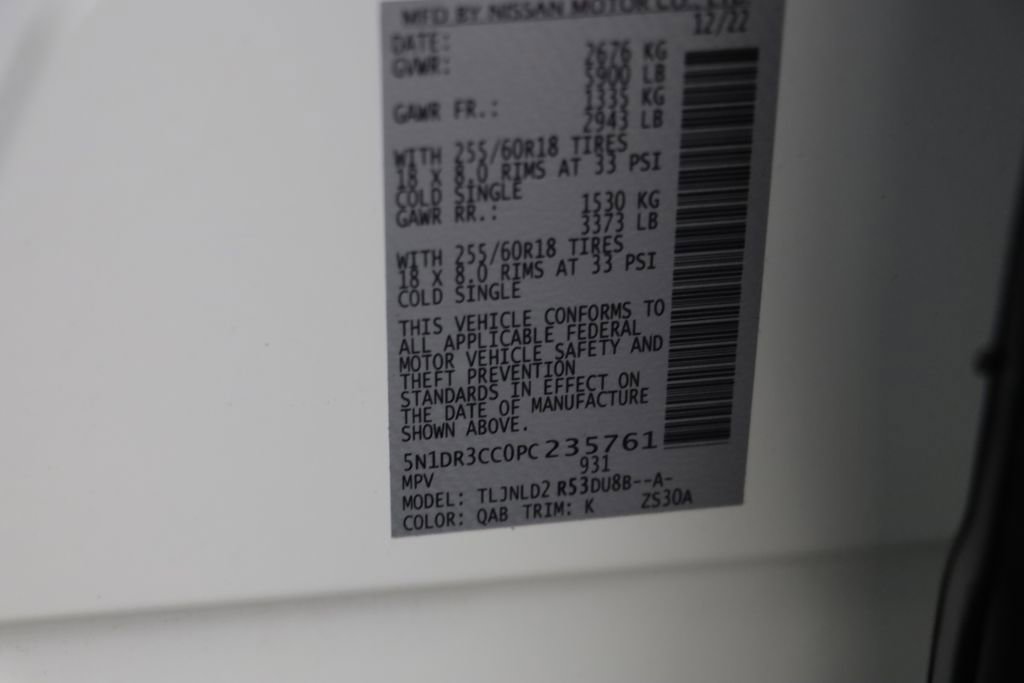 MFD BY NISSAN MOTOR CO., LTD.
DATE: 12/22
GVWR: 2676 KG
5900 LB
GAWR FR.: 1335 KG
2943 LB
WITH 255/60R18 TIRES
18 X 8.0 RIMS AT 33 PSI
COLD SINGLE
GAWR RR.: 1530 KG
3373 LB
WITH 255/60R18 TIRES
18 X 8.0 RIMS AT 33 PSI
COLD SINGLE
THIS VEHICLE CONFORMS TO
ALL APPLICABLE FEDERAL
MOTOR VEHICLE SAFETY AND
THEFT PREVENTION
STANDARDS IN EFFECT ON
THE DATE OF MANUFACTURE
SHOWN ABOVE.
5N1DR3CC0PC235761
MPV 931
MODEL: TLJNLD2 R53DU8B--A-
COLOR: QAB TRIM: K ZS30A